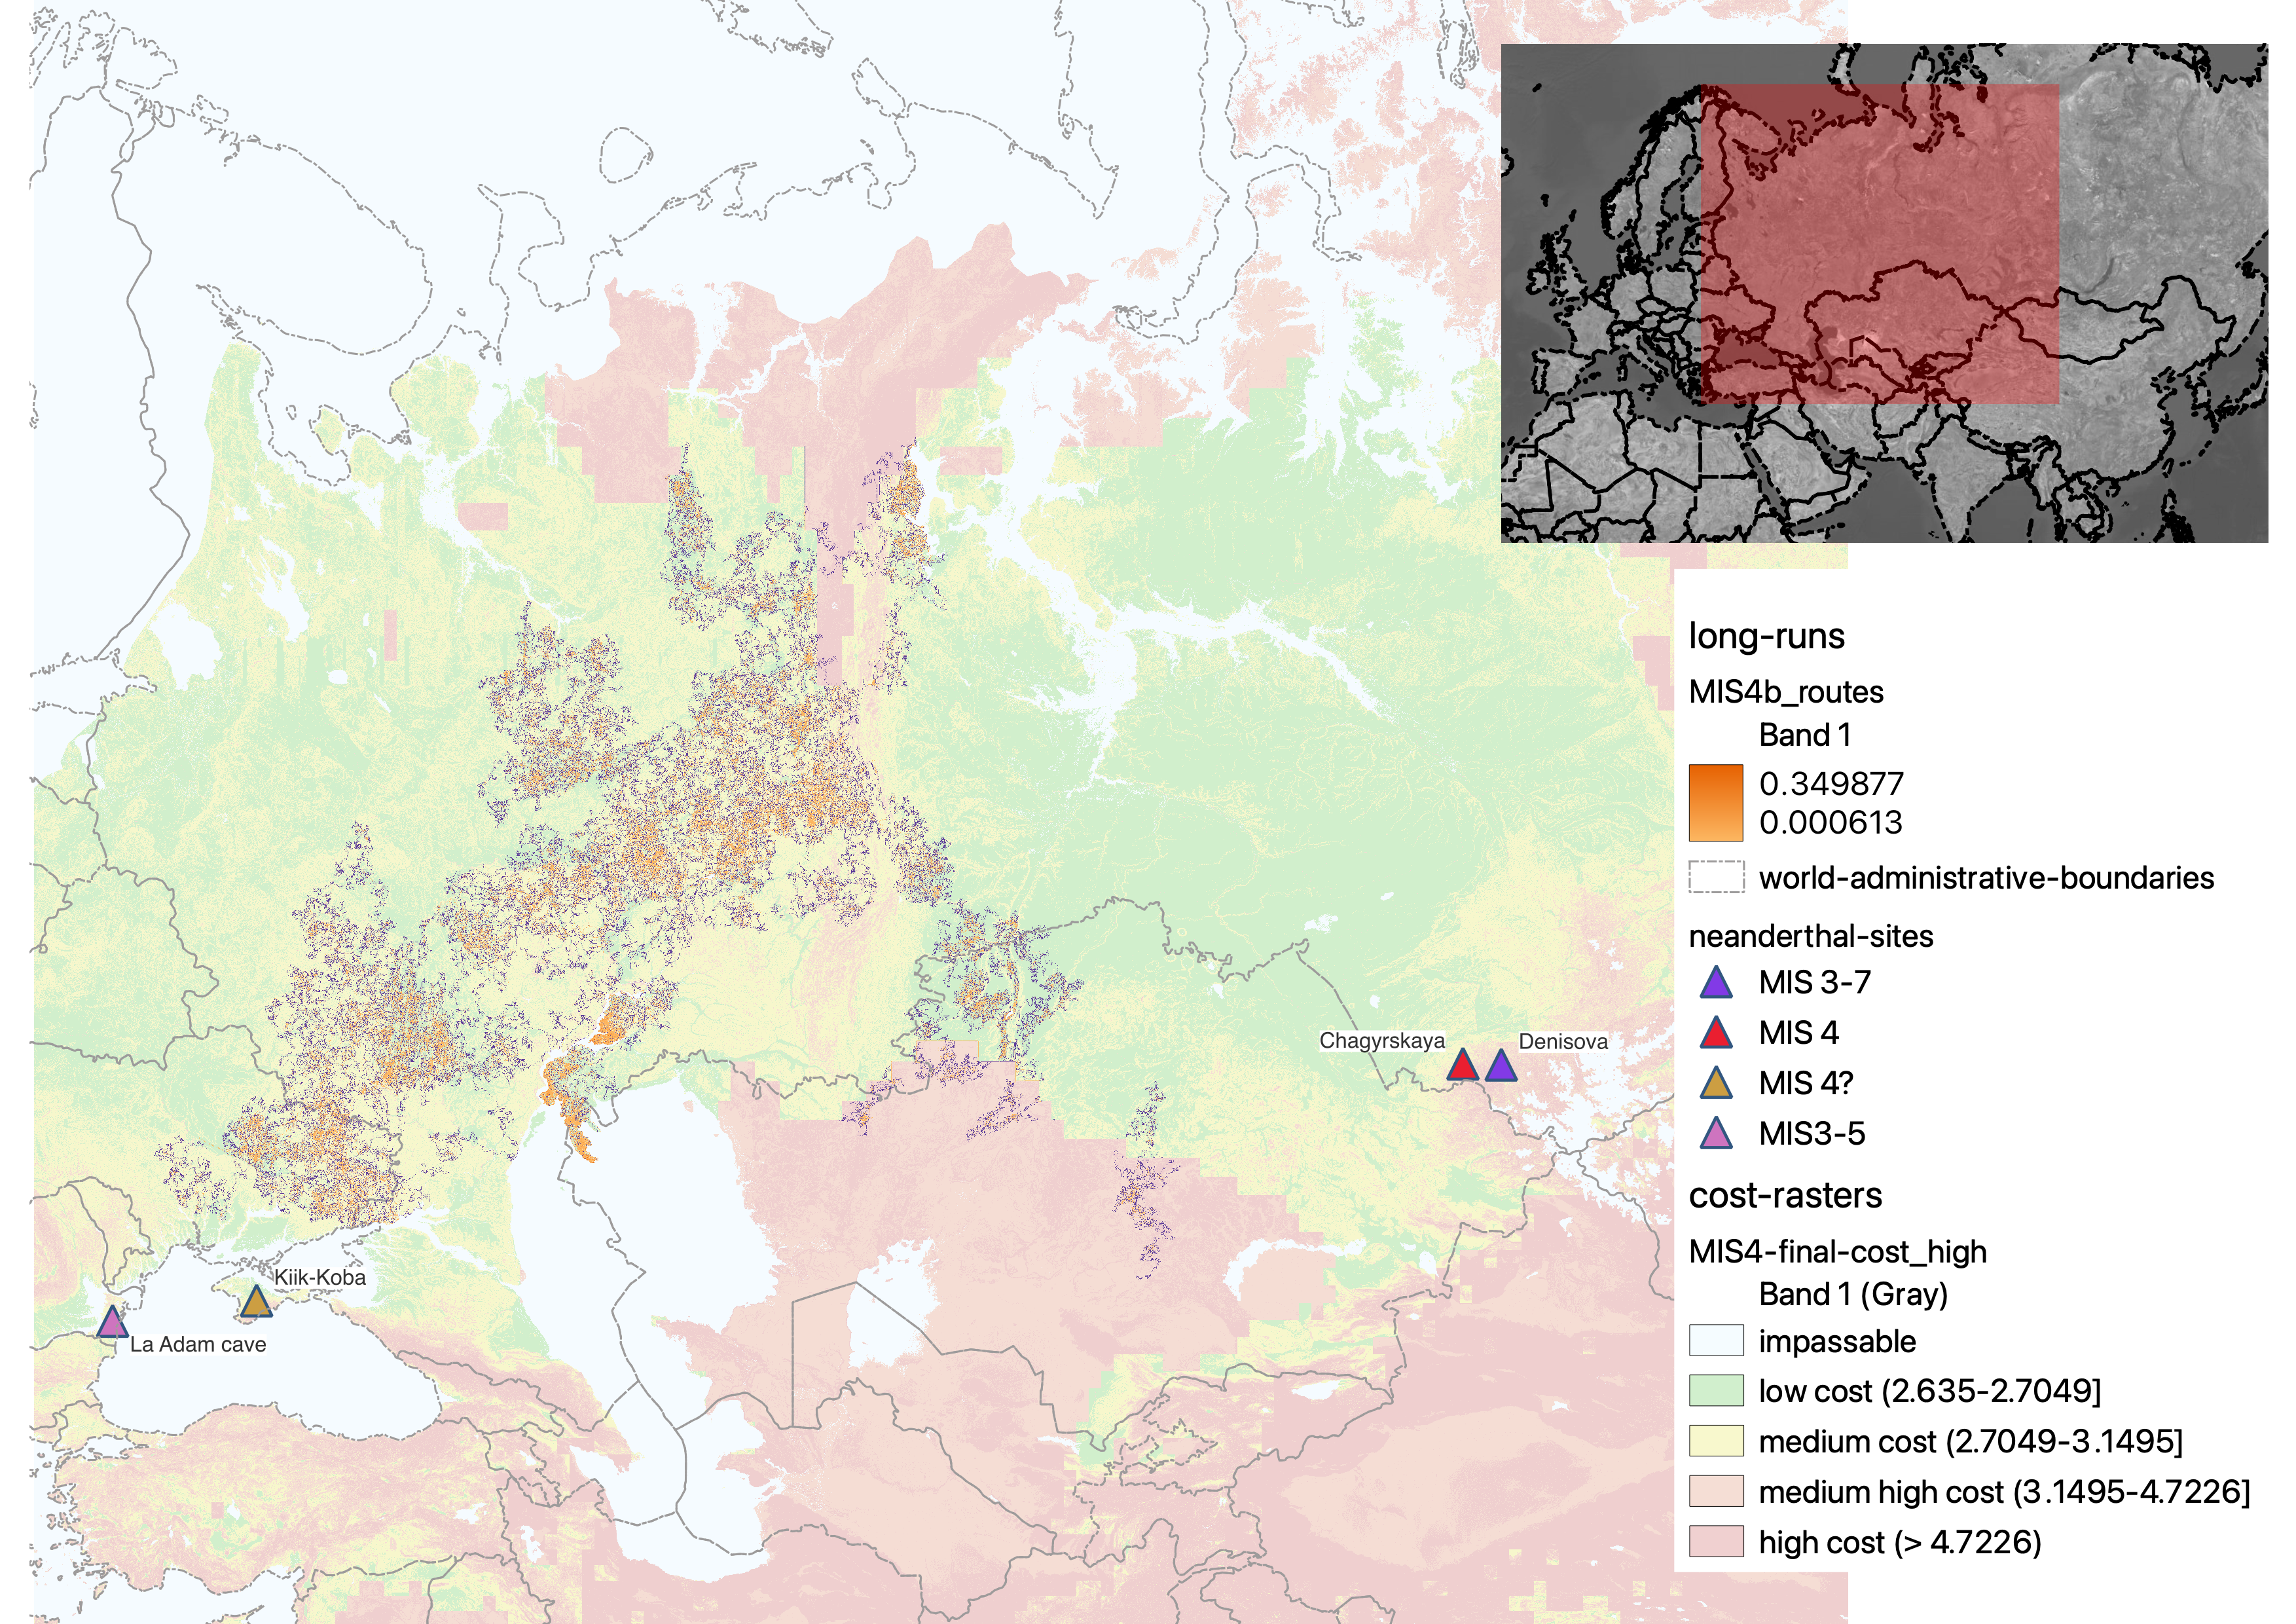 long-runs
MIS4b_routes
Band 1
0.349877
0.000613
world-administrative-boundaries
neanderthal-sites
MIS 3-7
MIS 4
MIS 4?
MIS3-5
cost-rasters
MIS4-final-cost_high
Band 1 (Gray)
impassable
low cost (2.635-2.7049]
medium cost (2.7049-3.1495]
medium high cost (3.1495-4.7226]
high cost (> 4.7226)
Chagyrskaya
Denisova
Kiik-Koba
La Adam cave